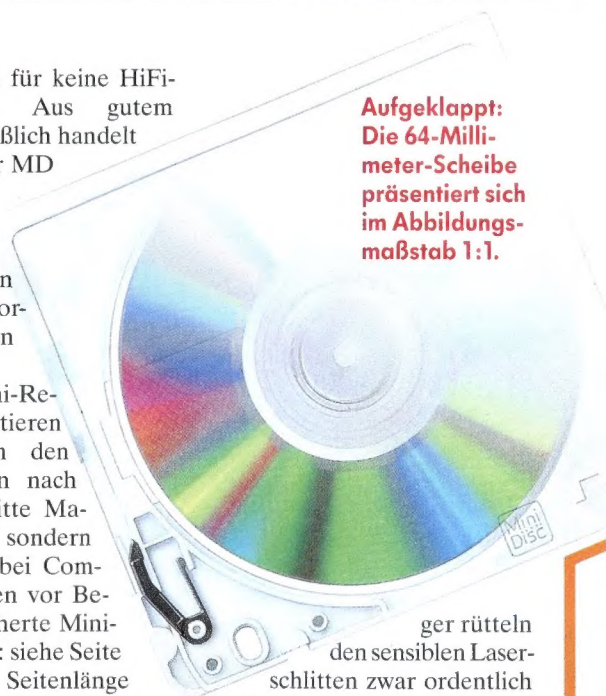 für keine HiFi-
Aus gutem
ßlich handelt
MD
n
or-
n
ni-Re-
tieren
den
n nach
itte Ma-
sondern
bei Com-
en vor Be-
herte Mini-
: siehe Seite
Seitenlänge
Aufgeklappt:
Die 64-Milli-
meter-Scheibe
präsentiert sich
im Abbildungs-
maßstab 1:1.
Mini
Disc
ger rütteln
den sensiblen Laser-
schlitten zwar ordentlich